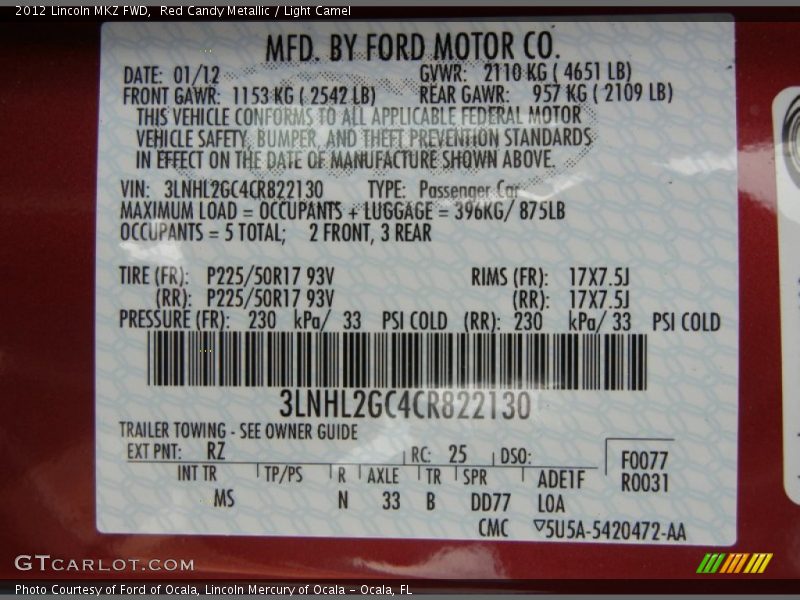 2012 Lincoln MKZ FWD,  Red Candy Metallic / Light Camel
MFD. BY FORD MOTOR CO.
DATE: 01/12 GVWR: 2110 KG ( 4651 LB)
FRONT GAWR: 1153 KG ( 2542 LB) REAR GAWR: 957 KG ( 2109 LB)
THIS VEHICLE CONFORMS TO ALL APPLICABLE FEDERAL MOTOR
VEHICLE SAFETY, BUMPER, AND THEFT PREVENTION STANDARDS
IN EFFECT ON THE DATE OF MANUFACTURE SHOWN ABOVE.
VIN: 3LNHL2GC4CR822130 TYPE: Passenger Car
MAXIMUM LOAD = OCCUPANTS + LUGGAGE = 396KG/ 875LB
OCCUPANTS = 5 TOTAL; 2 FRONT, 3 REAR
TIRE (FR): P225/50R17 93V RIMS (FR): 17X7.5J
(RR): P225/50R17 93V (RR): 17X7.5J
PRESSURE (FR): 230 kPa/ 33 PSI COLD (RR): 230 kPa/ 33 PSI COLD
3LNHL2GC4CR822130
TRAILER TOWING - SEE OWNER GUIDE
EXT PNT: RZ RC: 25 DSO: F0077
INT TR TP/PS R AXLE TR SPR ADE1F R0031
MS N 33 B DD77 LOA
CMC ▽5U5A-5420472-AA
GTCARLOT.COM
Photo Courtesy of Ford of Ocala, Lincoln Mercury of Ocala - Ocala, FL